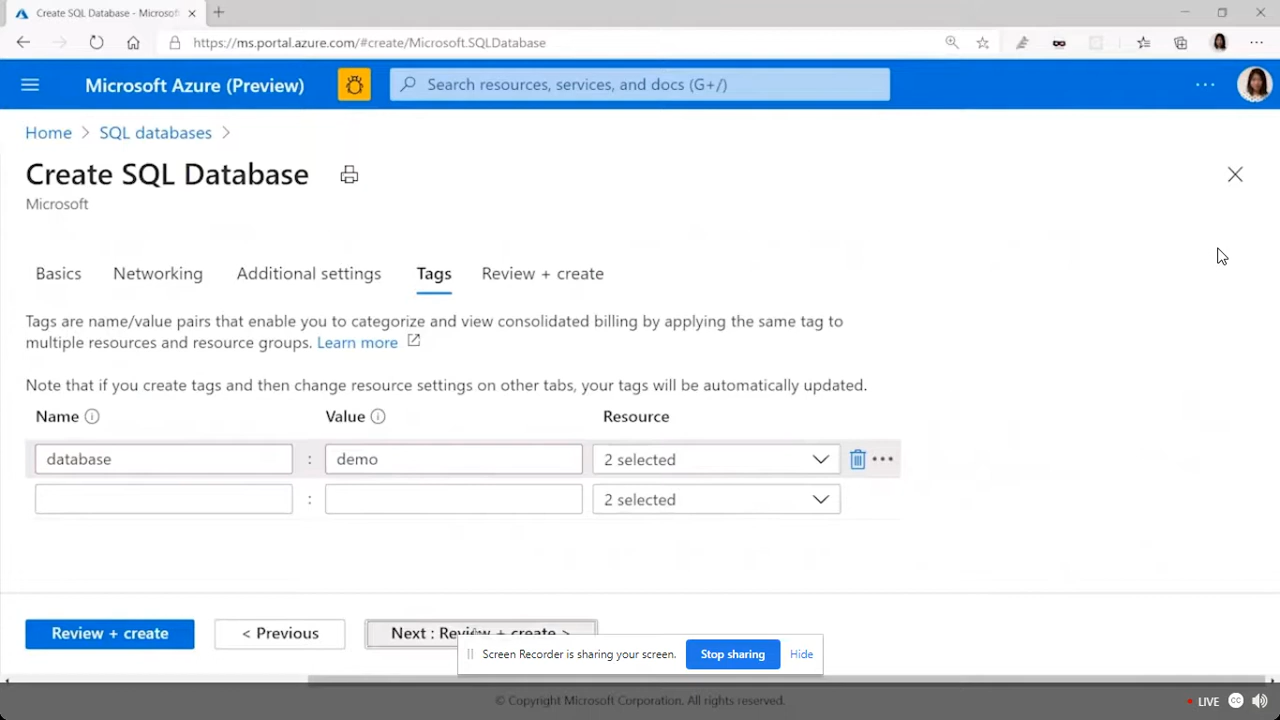 Create SQL Database - Microsof
https://ms.portal.azure.com/#create/Microsoft.SQLDatabase
Microsoft Azure (Preview)
Search resources, services, and docs (G+/)
Home > SQL databases >
Create SQL Database
Microsoft
Basics Networking Additional settings Tags Review + create
Tags are name/value pairs that enable you to categorize and view consolidated billing by applying the same tag to
multiple resources and resource groups. Learn more
Note that if you create tags and then change resource settings on other tabs, your tags will be automatically updated.
Name Value Resource
database : demo 2 selected
: 2 selected
Review + create < Previous Next : Review + create >
Screen Recorder is sharing your screen. Stop sharing Hide
© Copyright Microsoft Corporation. All rights reserved.
LIVE CC